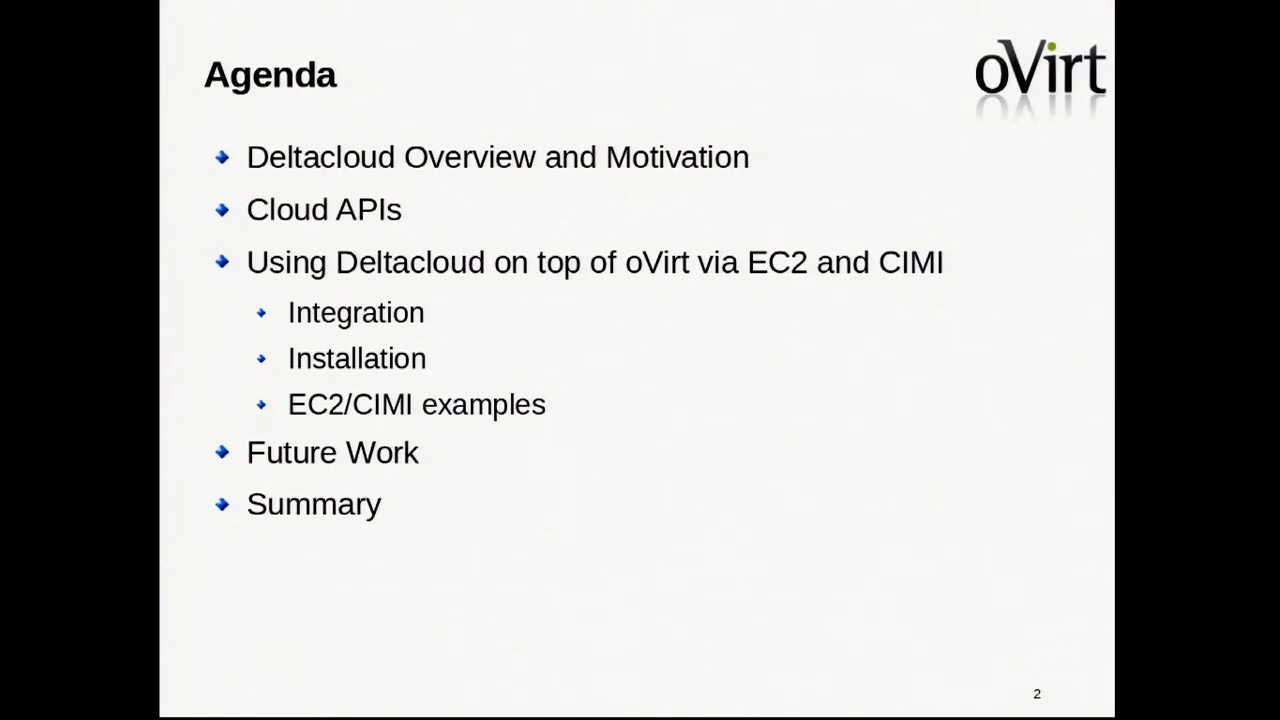 Agenda
oVirt
Deltacloud Overview and Motivation
Cloud APIs
Using Deltacloud on top of oVirt via EC2 and CIMI
Integration
Installation
EC2/CIMI examples
Future Work
Summary
2